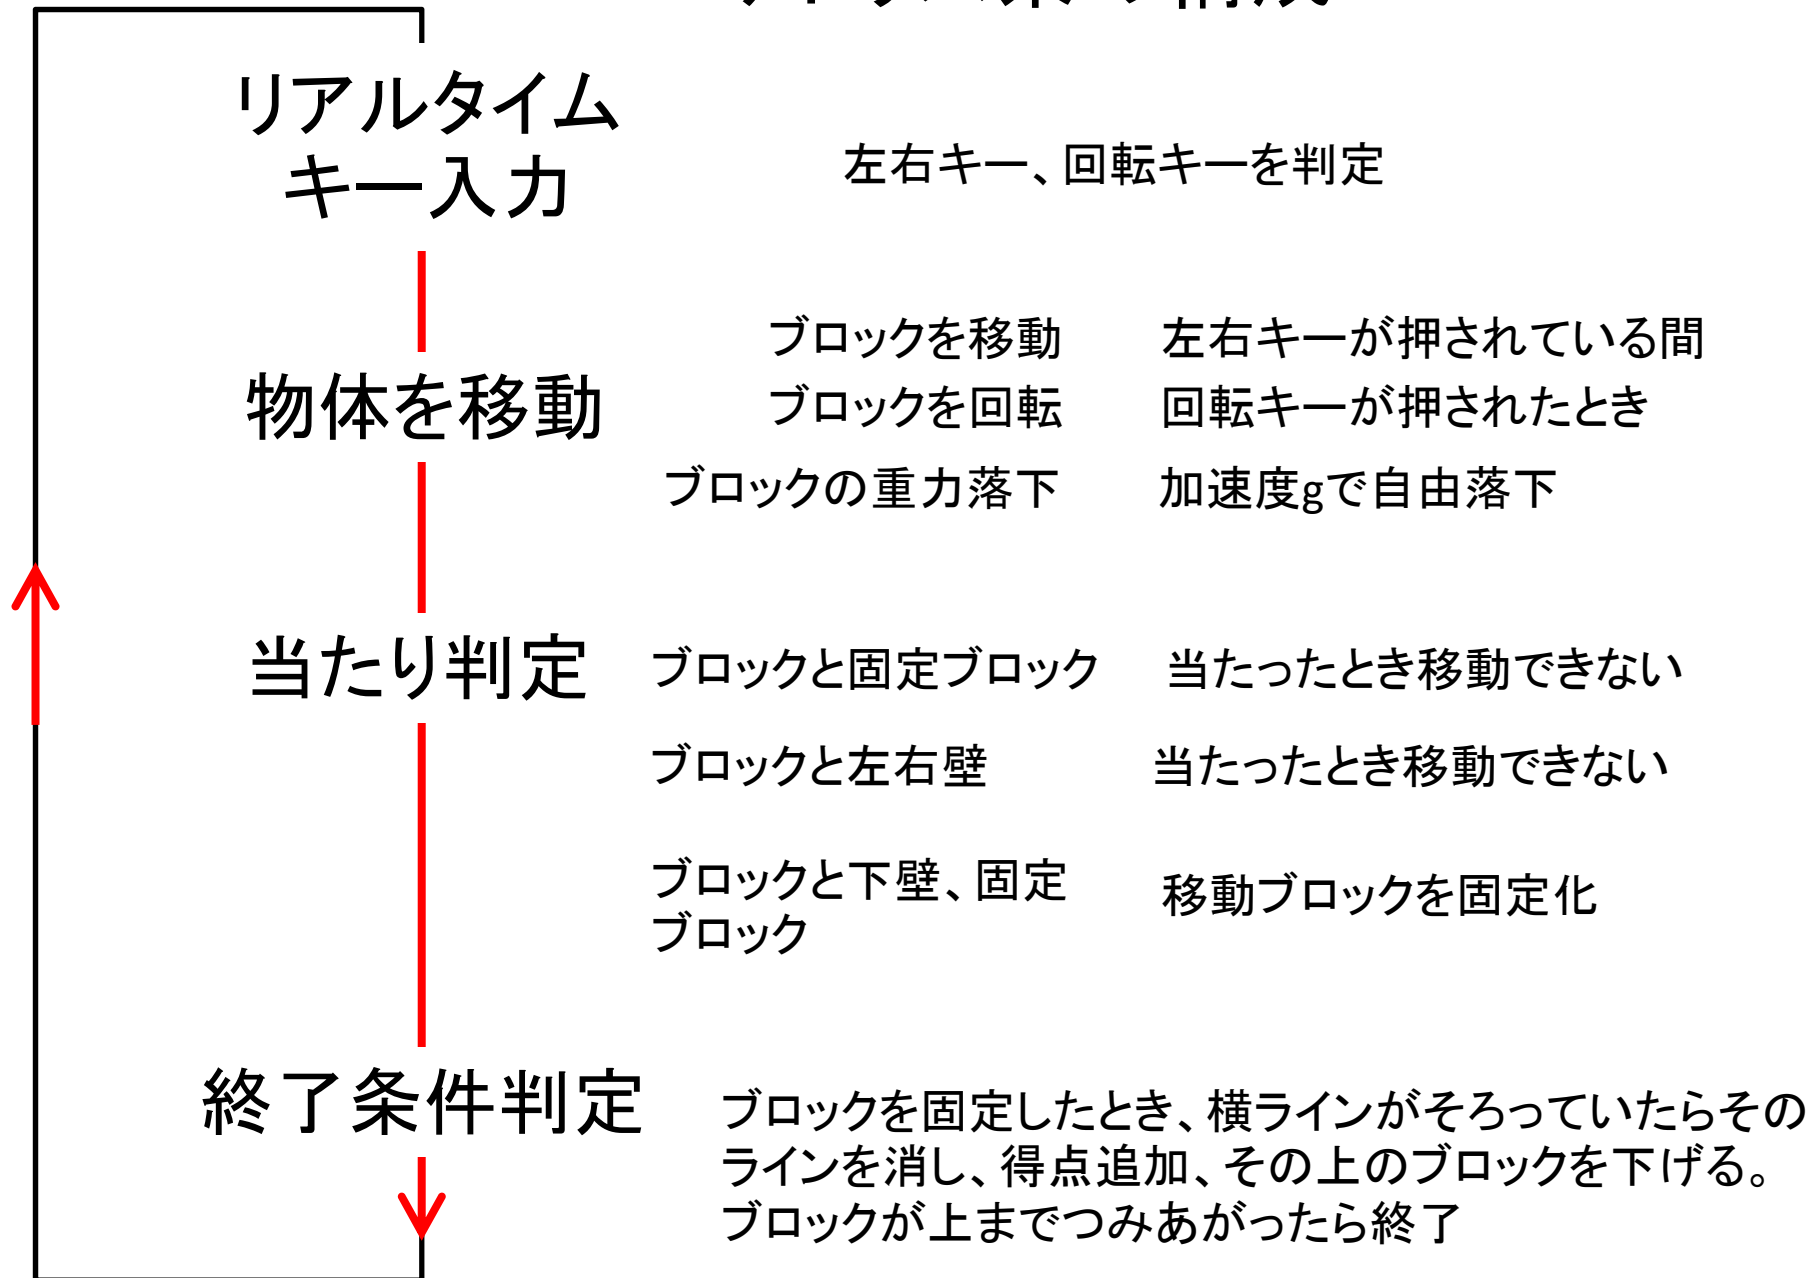 リアルタイム
キー入力
左右キー、回転キーを判定
物体を移動
ブロックを移動 左右キーが押されている間
ブロックを回転 回転キーが押されたとき
ブロックの重力落下 加速度gで自由落下
当たり判定
ブロックと固定ブロック 当たったとき移動できない
ブロックと左右壁 当たったとき移動できない
ブロックと下壁、固定
ブロック
移動ブロックを固定化
終了条件判定
ブロックを固定したとき、横ラインがそろっていたらその
ラインを消し、得点追加、その上のブロックを下げる。
ブロックが上までつみあがったら終了